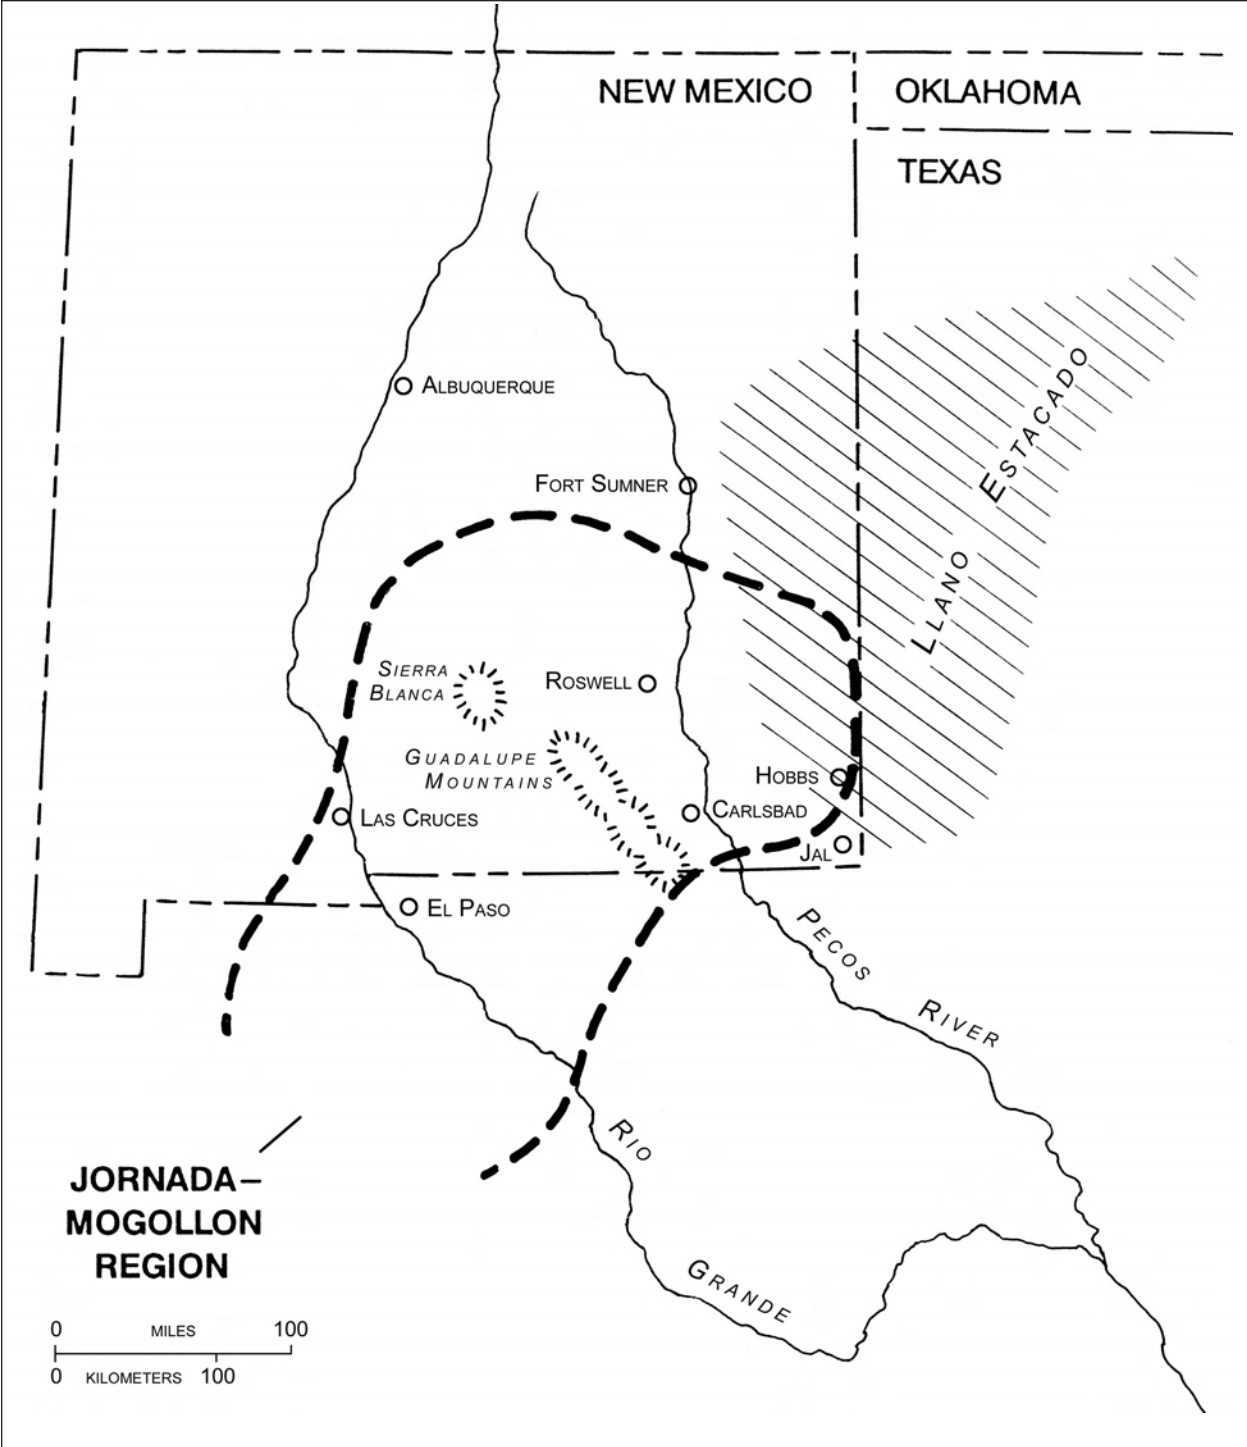 NEW MEXICO
OKLAHOMA
TEXAS
ALBUQUERQUE
FORT SUMNER
LLANO ESTACADO
SIERRA
BLANCA
ROSWELL
GUADALUPE
MOUNTAINS
HOBBS
CARLSBAD
LAS CRUCES
JAL
EL PASO
PECOS RIVER
RIO GRANDE
JORNADA–
MOGOLLON
REGION
0 MILES 100
0 KILOMETERS 100